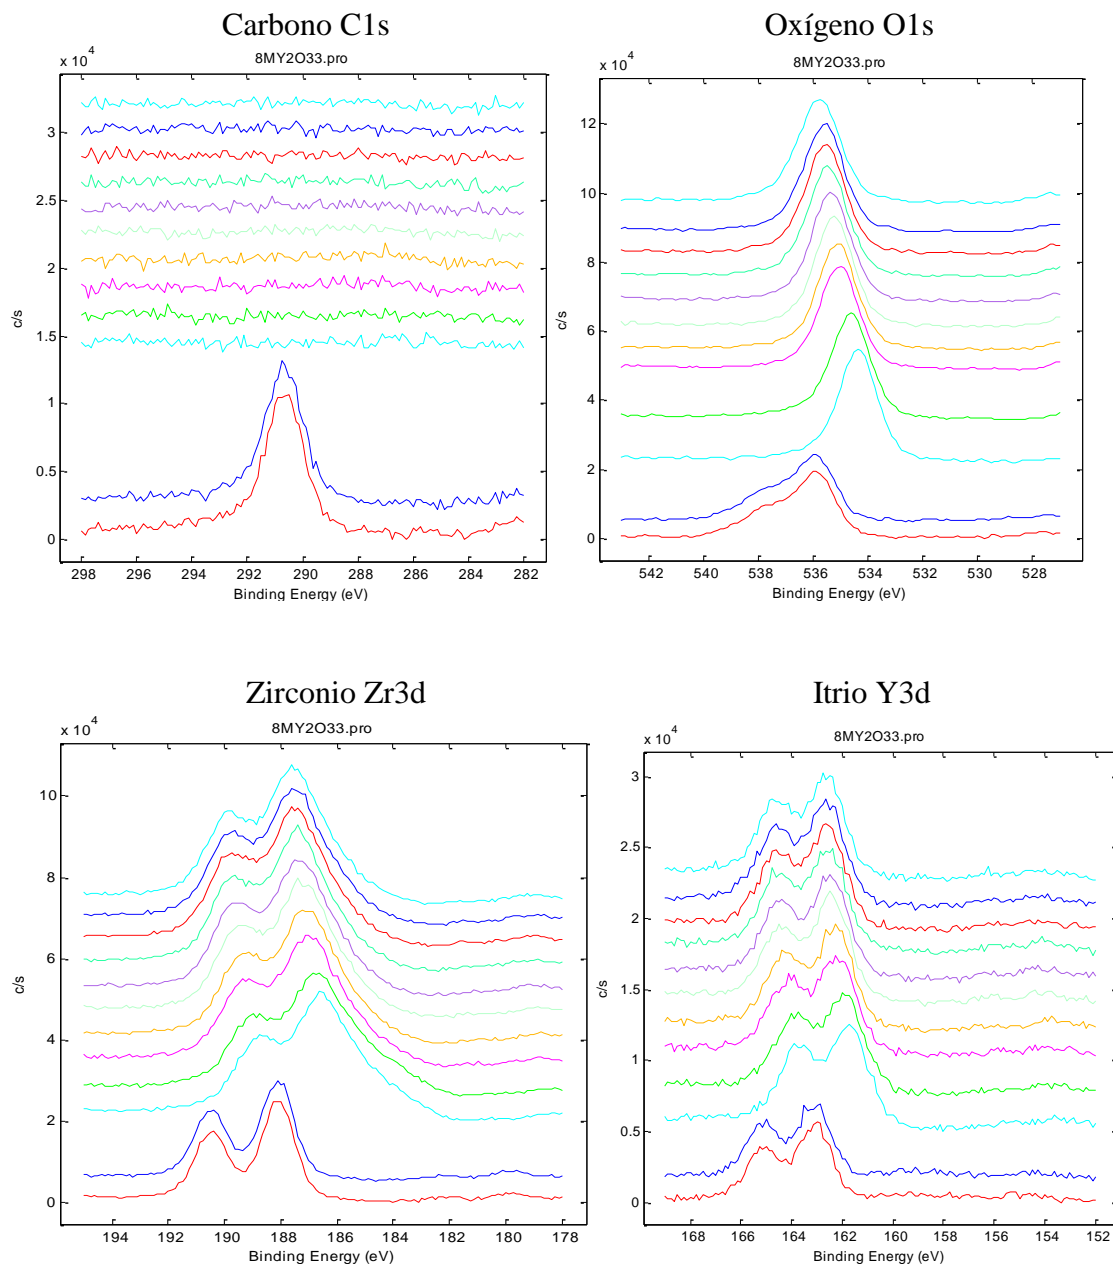 Carbono C1s
8MY2O33.pro
x 10 4
3
2.5
2
1.5
1
0.5
0
c/s
298 296 294 292 290 288 286 284 282
Binding Energy (eV)
Oxígeno O1s
8MY2O33.pro
x 10 4
12
10
8
6
4
2
0
c/s
542 540 538 536 534 532 530 528
Binding Energy (eV)
Zirconio Zr3d
8MY2O33.pro
x 10 4
10
8
6
4
2
0
c/s
194 192 190 188 186 184 182 180 178
Binding Energy (eV)
Itrio Y3d
8MY2O33.pro
x 10 4
3
2.5
2
1.5
1
0.5
0
c/s
168 166 164 162 160 158 156 154 152
Binding Energy (eV)